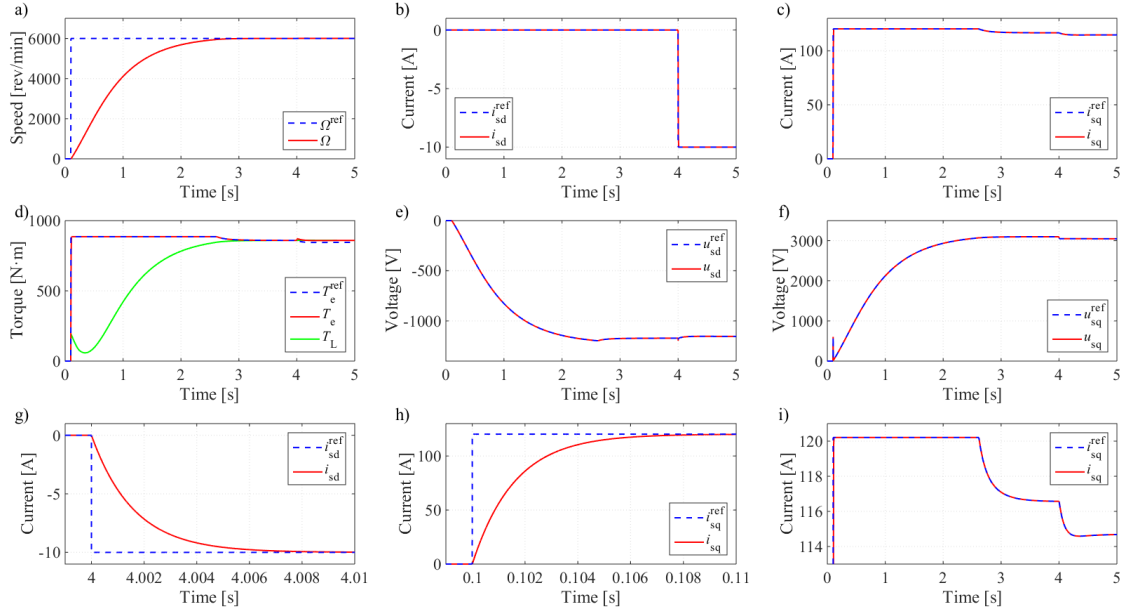 a)
Speed [rev/min]
6000
4000
2000
0
Ω^ref
Ω
0 1 2 3 4 5
Time [s]
b)
Current [A]
0
-5
-10
i_sd^ref
i_sd
0 1 2 3 4 5
Time [s]
c)
Current [A]
100
50
0
i_sq^ref
i_sq
0 1 2 3 4 5
Time [s]
d)
Torque [N·m]
1000
500
0
T_e^ref
T_e
T_L
0 1 2 3 4 5
Time [s]
e)
Voltage [V]
0
-500
-1000
u_sd^ref
u_sd
0 1 2 3 4 5
Time [s]
f)
Voltage [V]
3000
2000
1000
0
u_sq^ref
u_sq
0 1 2 3 4 5
Time [s]
g)
Current [A]
0
-5
-10
i_sd^ref
i_sd
4 4.002 4.004 4.006 4.008 4.01
Time [s]
h)
Current [A]
100
50
0
i_sq^ref
i_sq
0.1 0.102 0.104 0.106 0.108 0.11
Time [s]
i)
Current [A]
120
118
116
114
i_sq^ref
i_sq
0 1 2 3 4 5
Time [s]